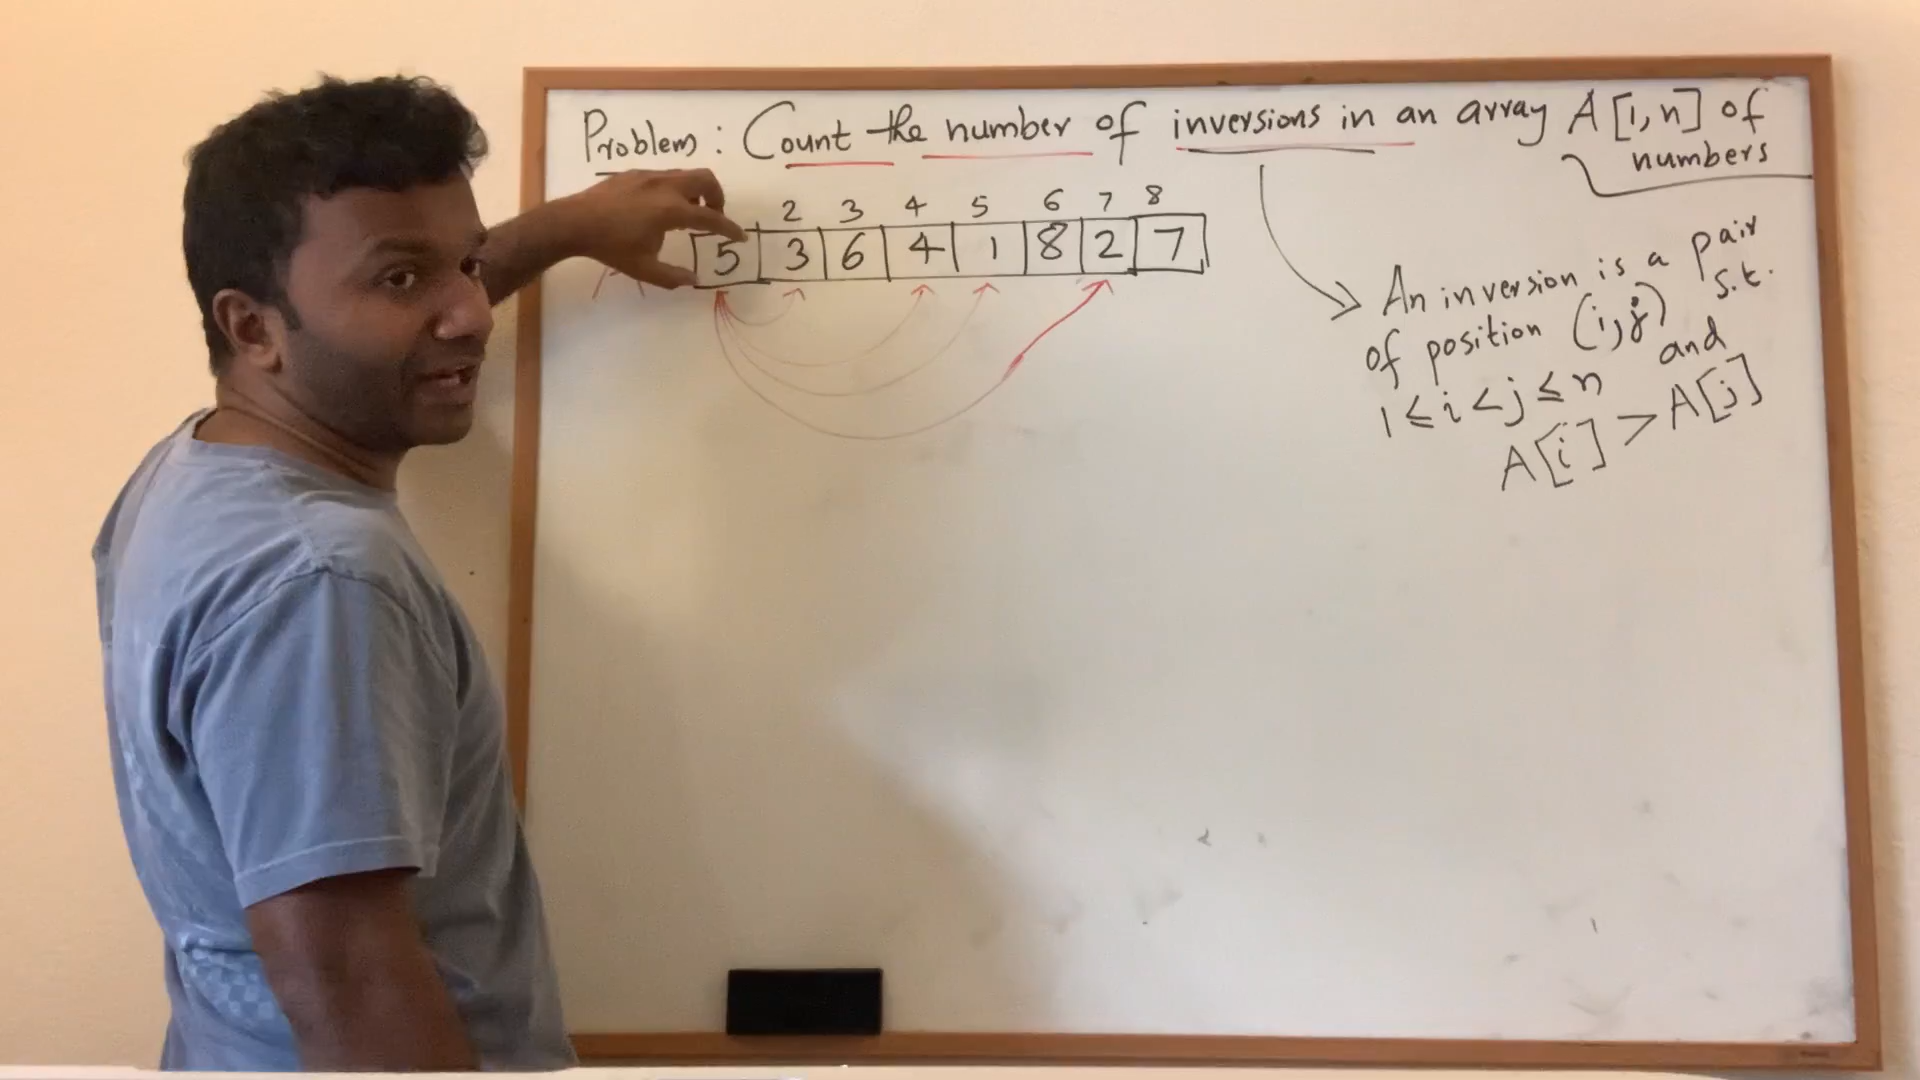 Problem: Count the number of inversions in an array A[1,n] of
numbers
2 3 4 5 6 7 8
5 3 6 4 1 8 2 7
An inversion is a pair
of position (i,j) s.t.
1 ≤ i < j ≤ n and
A[i] > A[j]